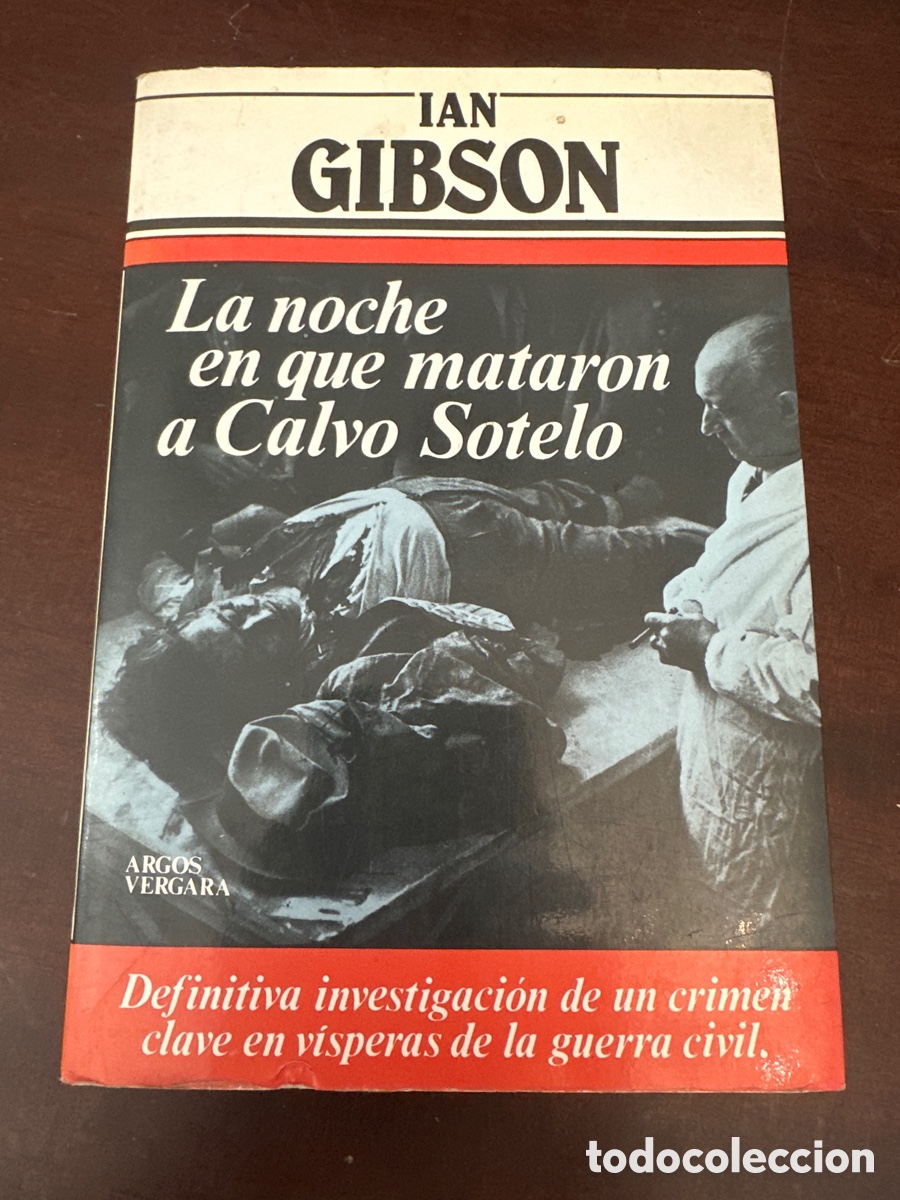 IAN
GIBSON
La noche
en que mataron
a Calvo Sotelo
ARGOS
VERGARA
Definitiva investigación de un crimen
clave en vísperas de la guerra civil.
todocoleccion